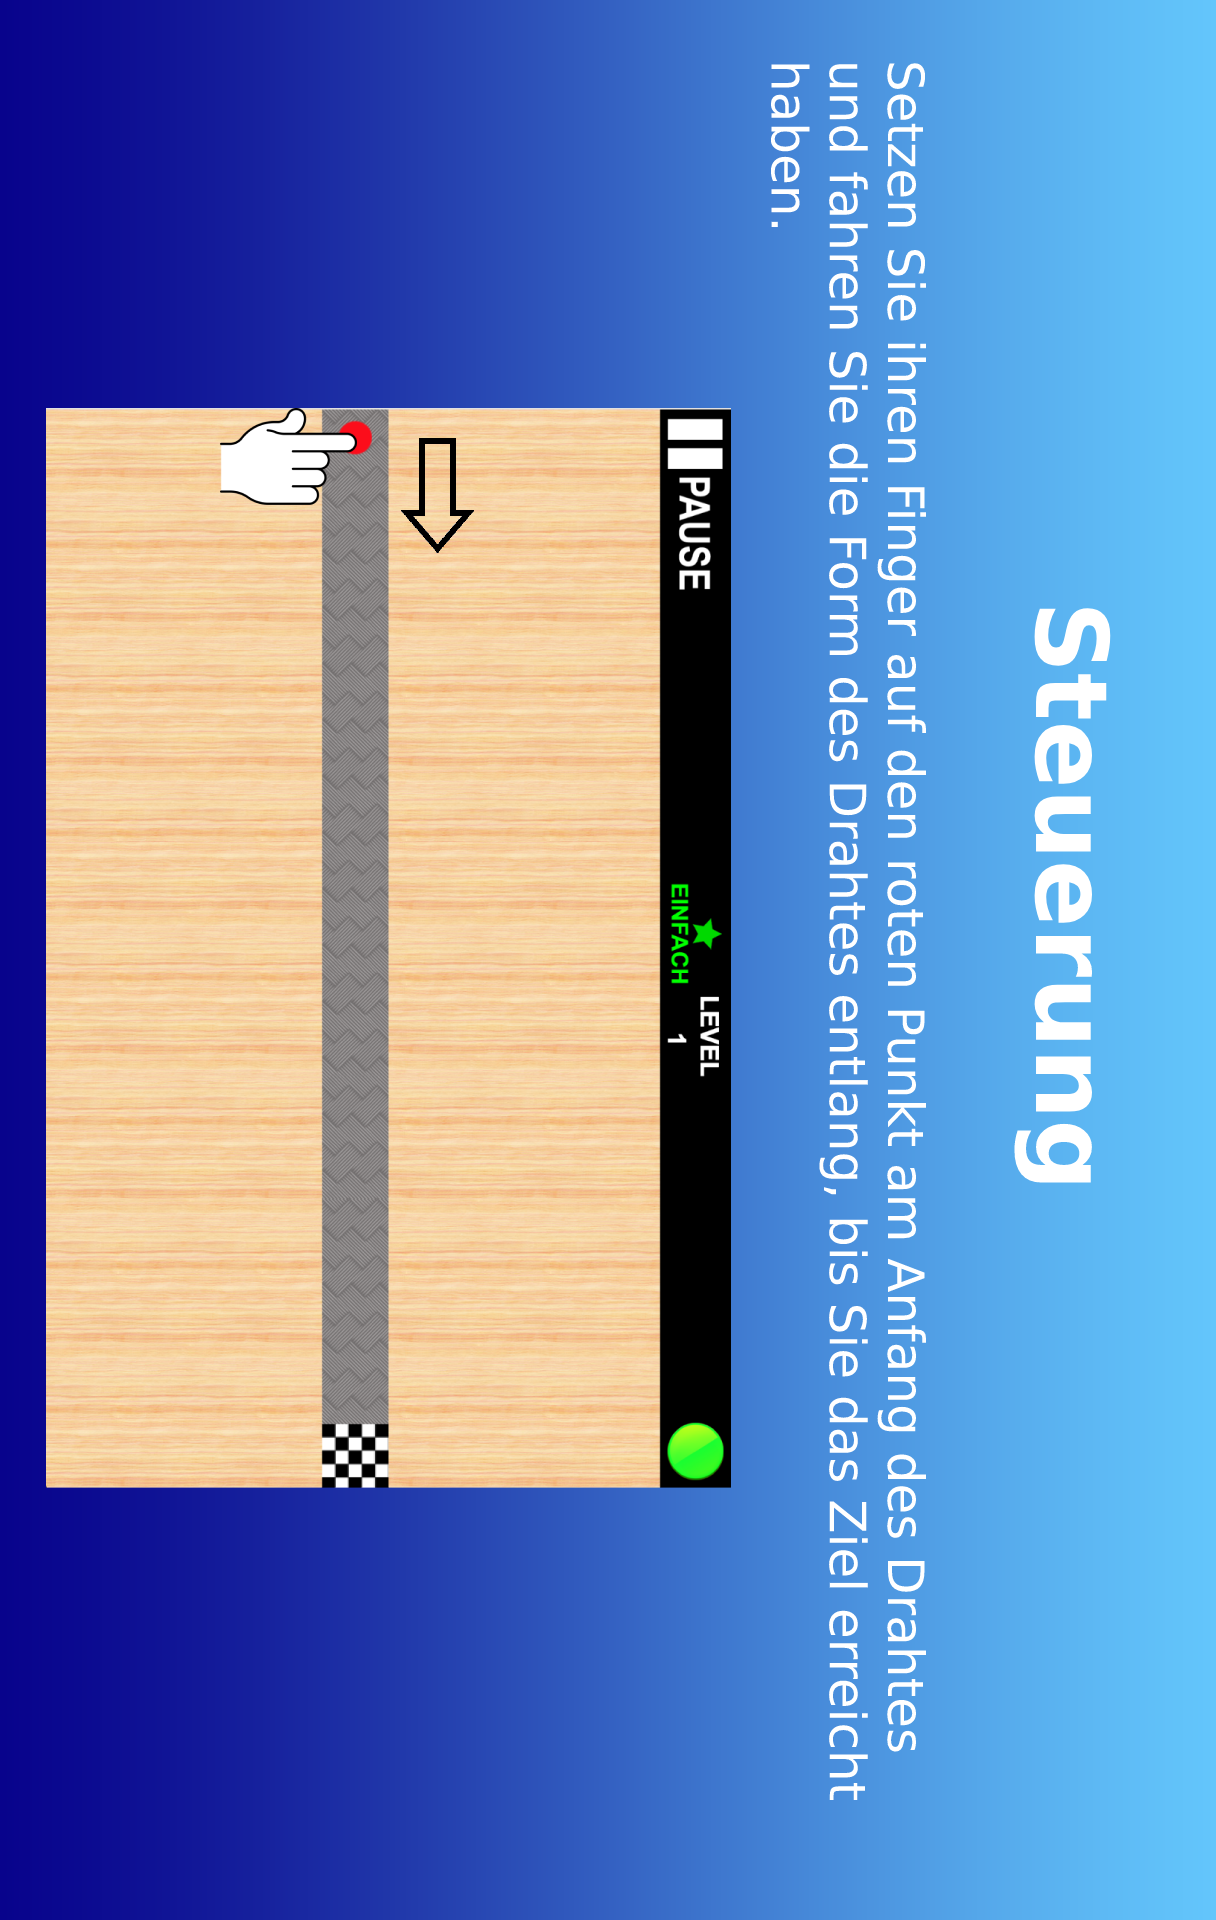 Steuerung
Setzen Sie ihren Finger auf den roten Punkt am Anfang des Drahtes
und fahren Sie die Form des Drahtes entlang, bis Sie das Ziel erreicht
haben.
PAUSE
EINFACH
LEVEL
1